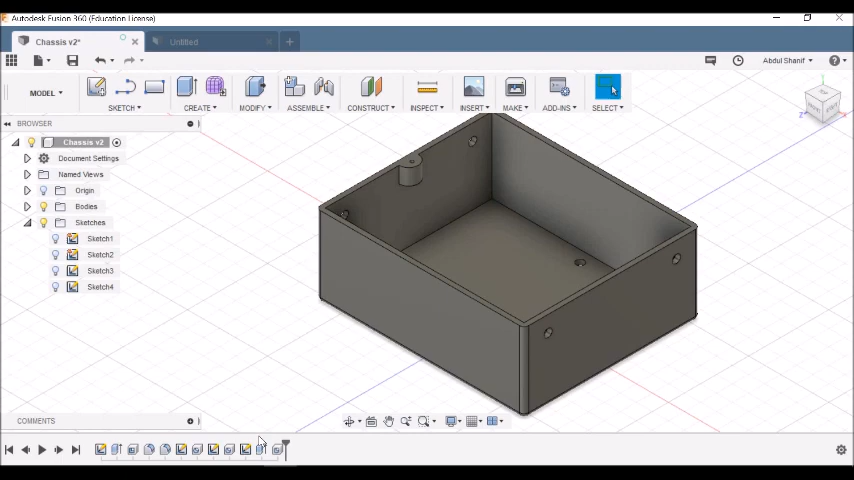 Autodesk Fusion 360 (Education License)
Chassis v2*
Untitled
Abdul Shanif
MODEL
SKETCH
CREATE
MODIFY
ASSEMBLE
CONSTRUCT
INSPECT
INSERT
MAKE
ADD-INS
SELECT
BROWSER
Chassis v2
Document Settings
Named Views
Origin
Bodies
Sketches
Sketch1
Sketch2
Sketch3
Sketch4
COMMENTS